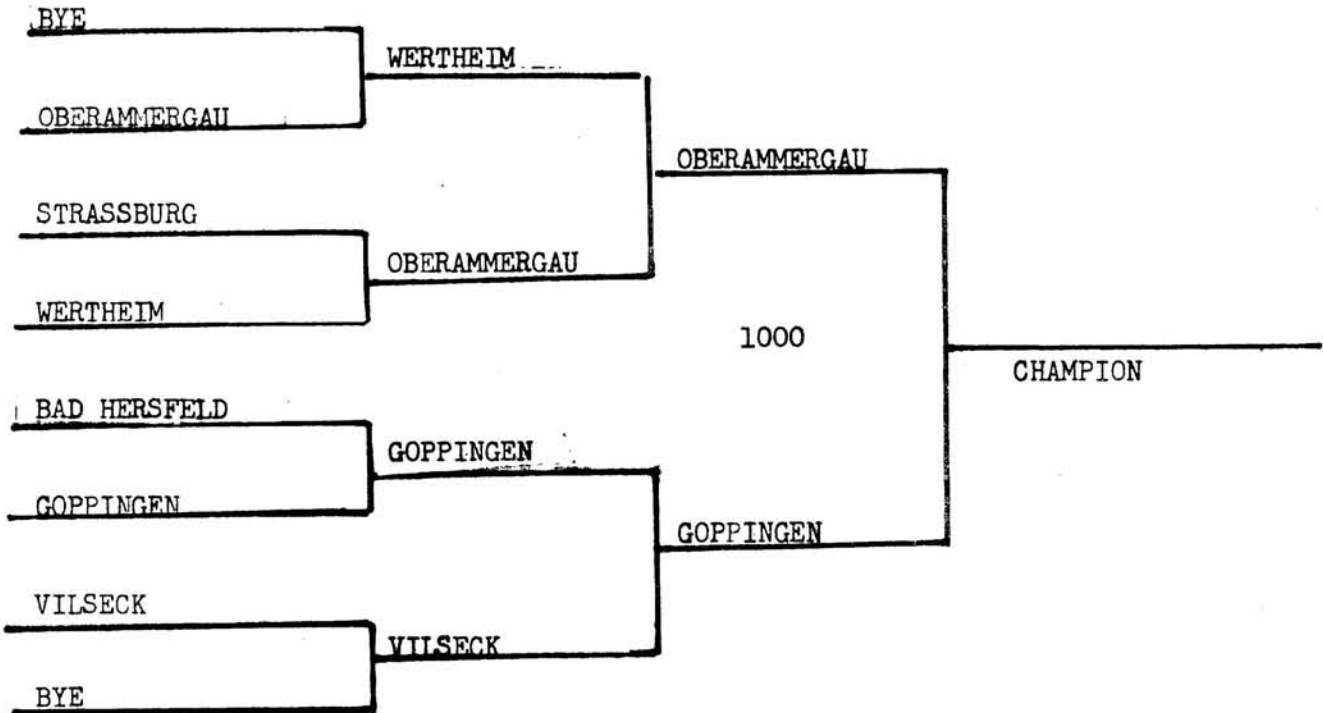 BYE
WERTHEIM
OBERAMMERGAU
OBERAMMERGAU
STRASSBURG
OBERAMMERGAU
WERTHEIM
1000
CHAMPION
BAD HERSFELD
GOPPINGEN
GOPPINGEN
GOPPINGEN
VILSECK
VILSECK
BYE